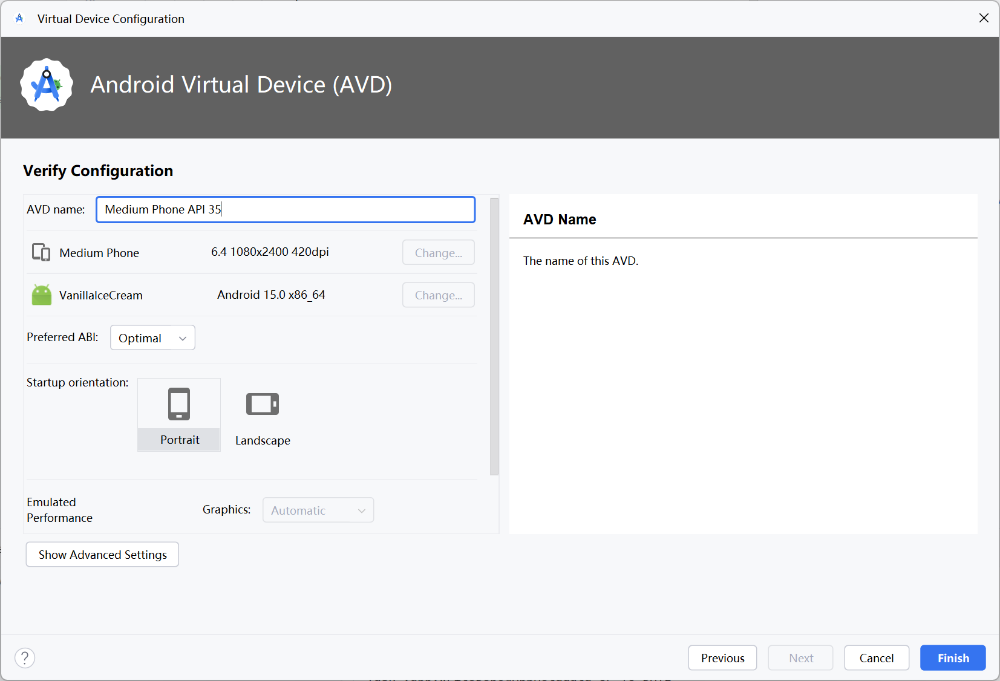 Virtual Device Configuration
Android Virtual Device (AVD)
Verify Configuration
AVD name: Medium Phone API 35
Medium Phone 6.4 1080x2400 420dpi Change...
VanillaIceCream Android 15.0 x86_64 Change...
Preferred ABI: Optimal
Startup orientation:
Portrait Landscape
Emulated
Performance
Graphics: Automatic
Show Advanced Settings
AVD Name
The name of this AVD.
?
Previous Next Cancel Finish